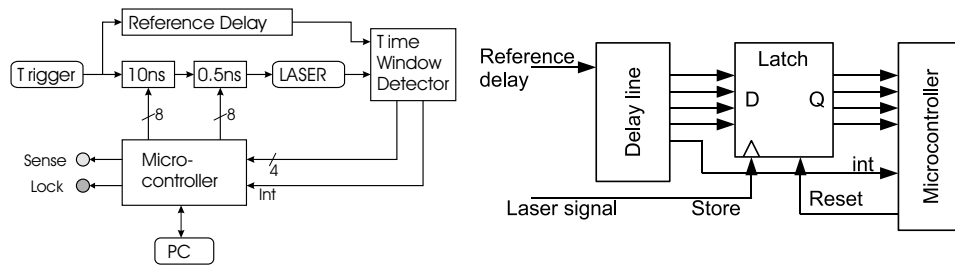 Reference Delay
Time
Window
Detector
Trigger
10ns
0.5ns
LASER
8
8
Sense
Lock
Micro-
controller
4
Int
PC
Reference
delay
Delay line
Latch
D
Q
Microcontroller
int
Laser signal
Store
Reset